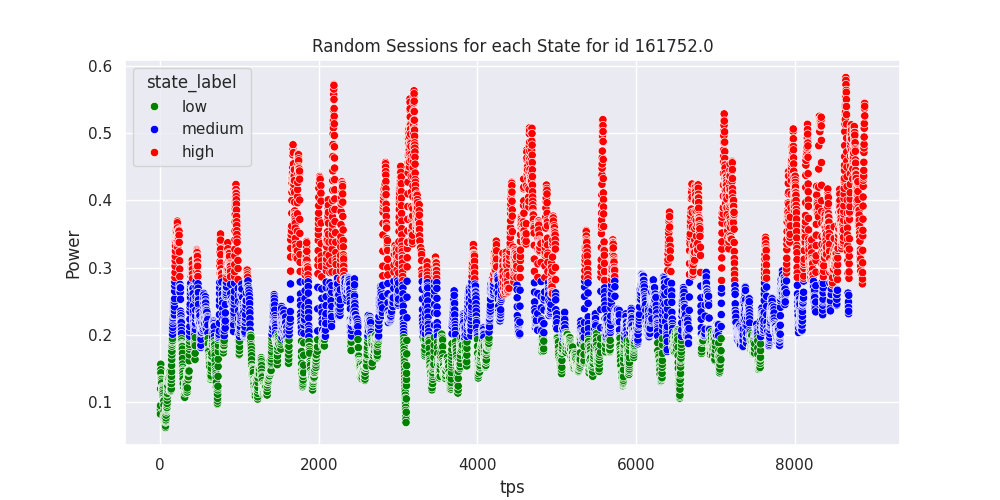 Random Sessions for each State for id 161752.0
state_label
low
medium
high
Power
0.6
0.5
0.4
0.3
0.2
0.1
0
2000
4000
6000
8000
tps